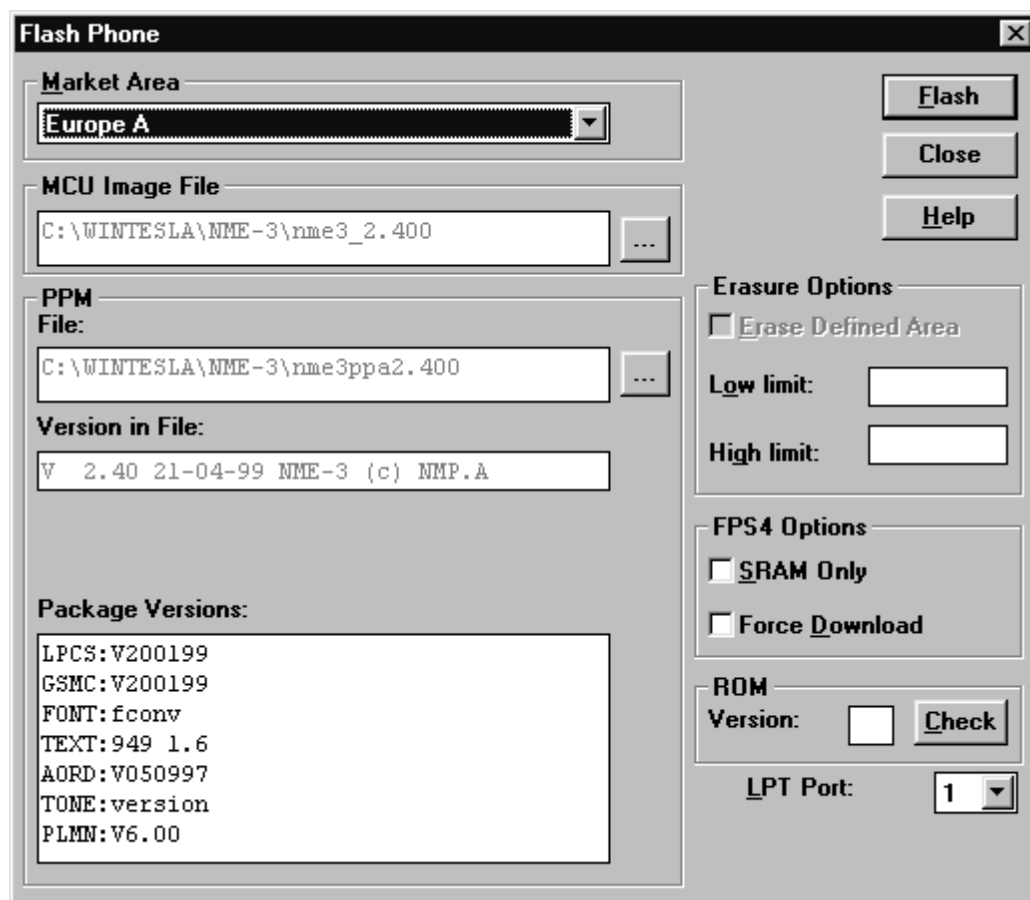 Flash Phone
Market Area
Europe A
MCU Image File
C:\WINTESLA\NME-3\nme3_2.400
...
PPM
File:
C:\WINTESLA\NME-3\nme3ppa2.400
...
Version in File:
V  2.40 21-04-99 NME-3 (c) NMP.A
Package Versions:
LPCS:V200199
GSMC:V200199
FONT:fconv
TEXT:949 1.6
AORD:V050997
TONE:version
PLMN:V6.00
Flash
Close
Help
Erasure Options
Erase Defined Area
Low limit:
High limit:
FPS4 Options
SRAM Only
Force Download
ROM
Version:
Check
LPT Port:
1